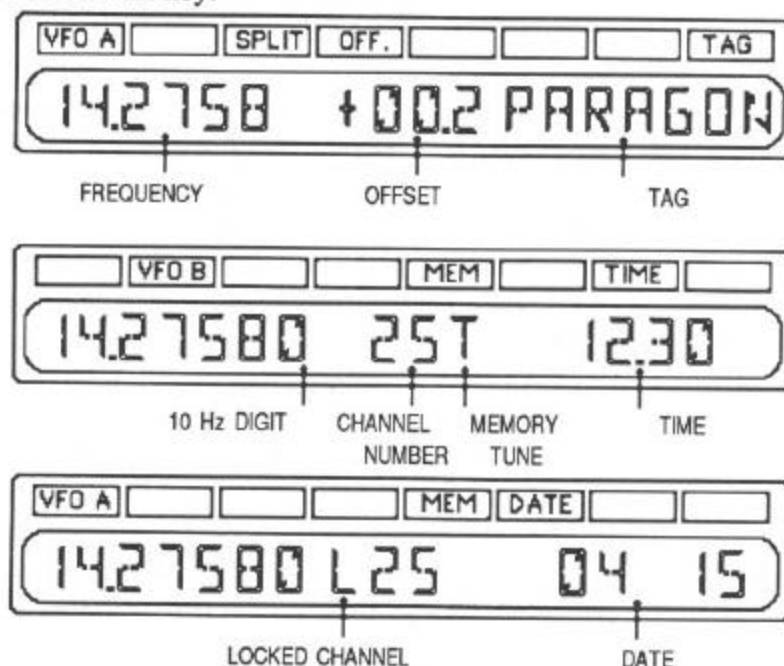 VFO A SPLIT OFF. TAG
14.2758 +00.2 PARAGON
FREQUENCY OFFSET TAG
VFO B MEM TIME
14.27580 25T 12.30
10 Hz DIGIT CHANNEL NUMBER MEMORY TUNE TIME
VFO A MEM DATE
14.27580 L25 04 15
LOCKED CHANNEL DATE